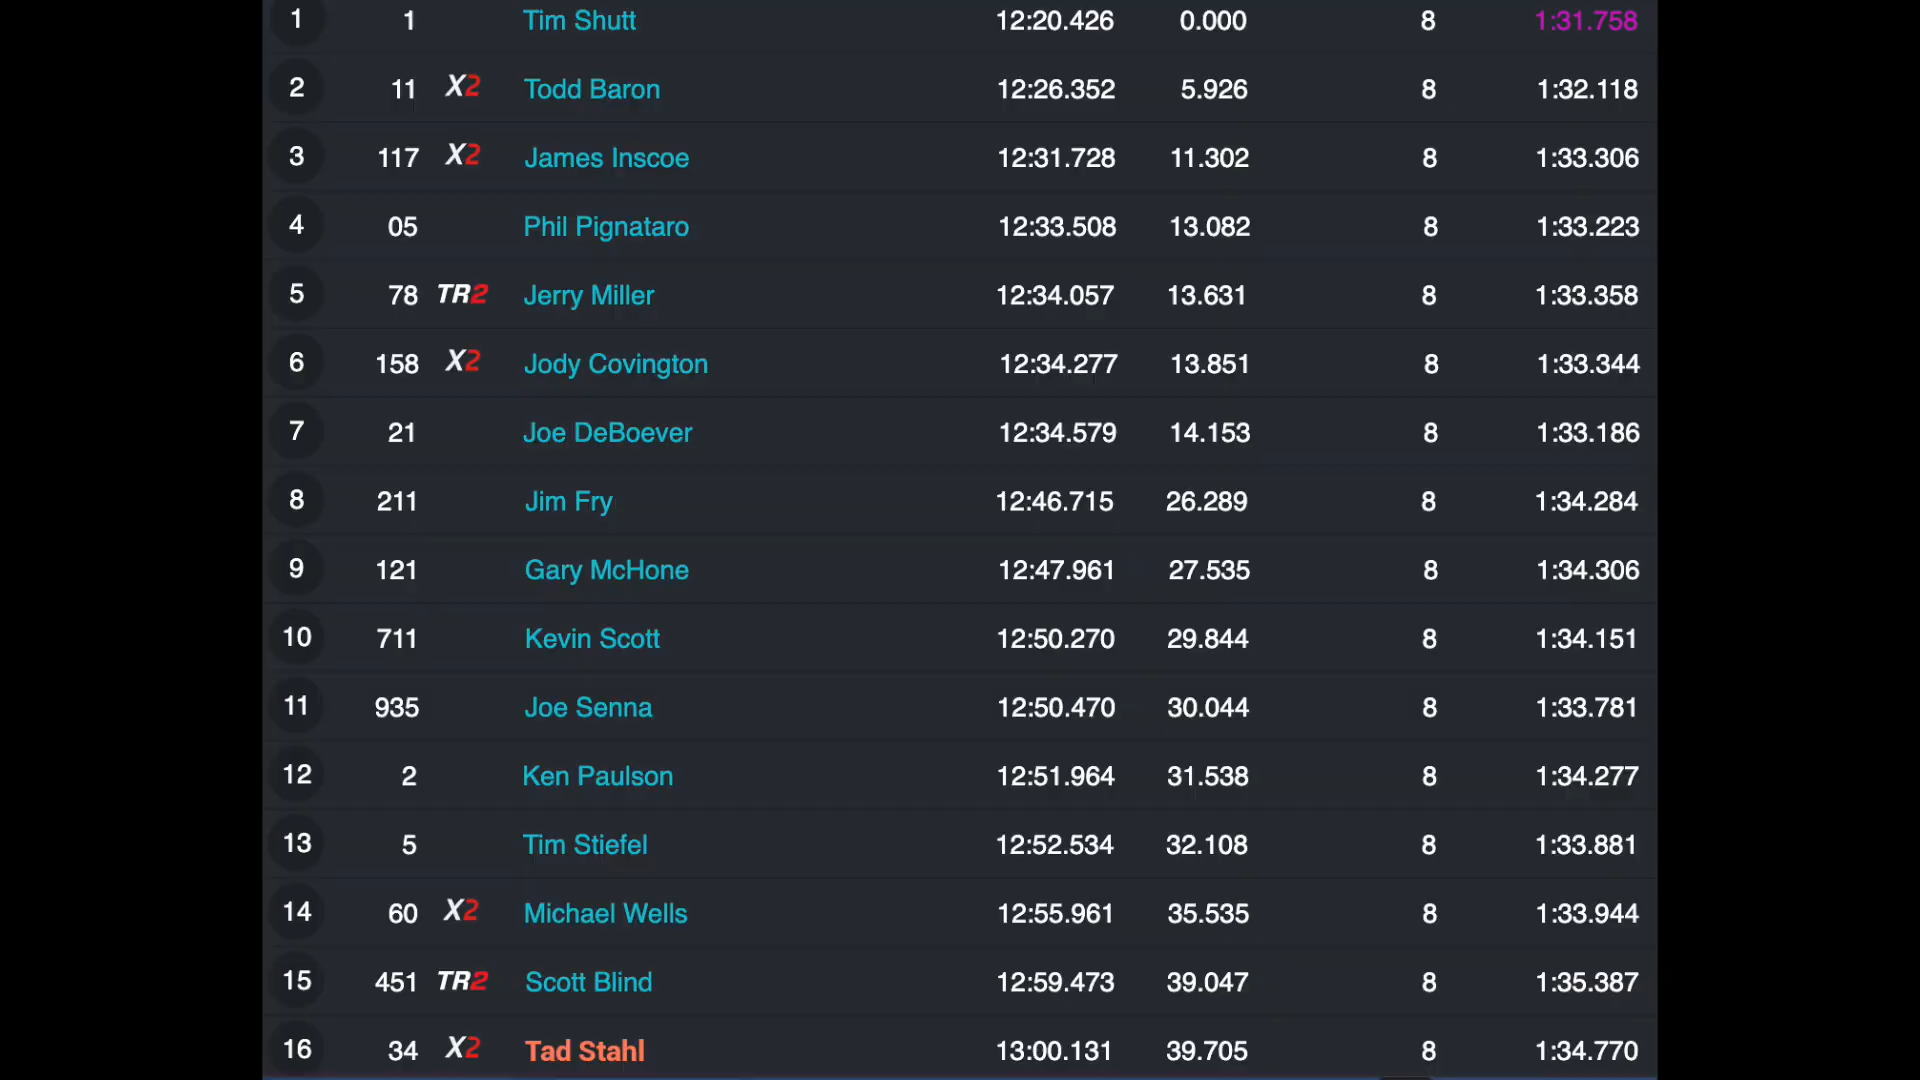 1 1 Tim Shutt 12:20.426 0.000 8 1:31.758
2 11 X2 Todd Baron 12:26.352 5.926 8 1:32.118
3 117 X2 James Inscoe 12:31.728 11.302 8 1:33.306
4 05 Phil Pignataro 12:33.508 13.082 8 1:33.223
5 78 TR2 Jerry Miller 12:34.057 13.631 8 1:33.358
6 158 X2 Jody Covington 12:34.277 13.851 8 1:33.344
7 21 Joe DeBoever 12:34.579 14.153 8 1:33.186
8 211 Jim Fry 12:46.715 26.289 8 1:34.284
9 121 Gary McHone 12:47.961 27.535 8 1:34.306
10 711 Kevin Scott 12:50.270 29.844 8 1:34.151
11 935 Joe Senna 12:50.470 30.044 8 1:33.781
12 2 Ken Paulson 12:51.964 31.538 8 1:34.277
13 5 Tim Stiefel 12:52.534 32.108 8 1:33.881
14 60 X2 Michael Wells 12:55.961 35.535 8 1:33.944
15 451 TR2 Scott Blind 12:59.473 39.047 8 1:35.387
16 34 X2 Tad Stahl 13:00.131 39.705 8 1:34.770